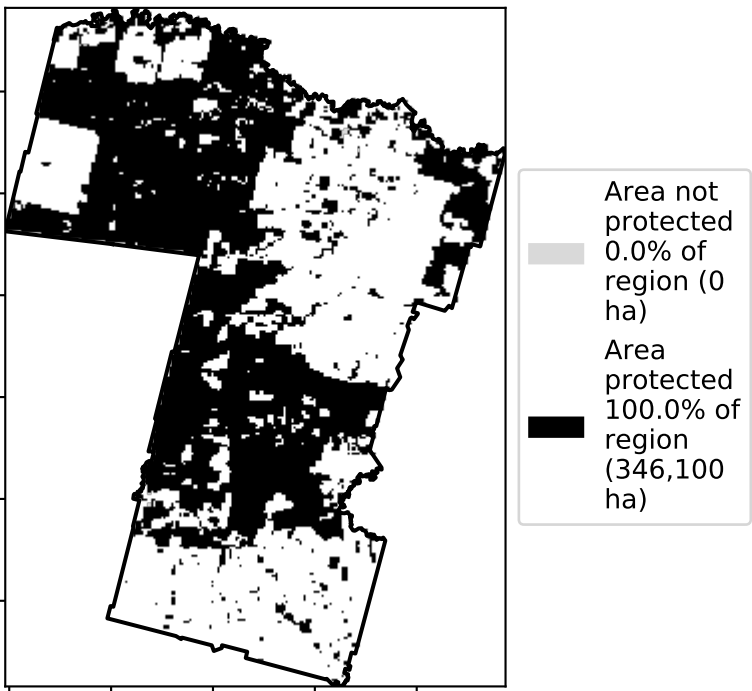 Area not
protected
0.0% of
region (0
ha)
Area
protected
100.0% of
region
(346,100
ha)